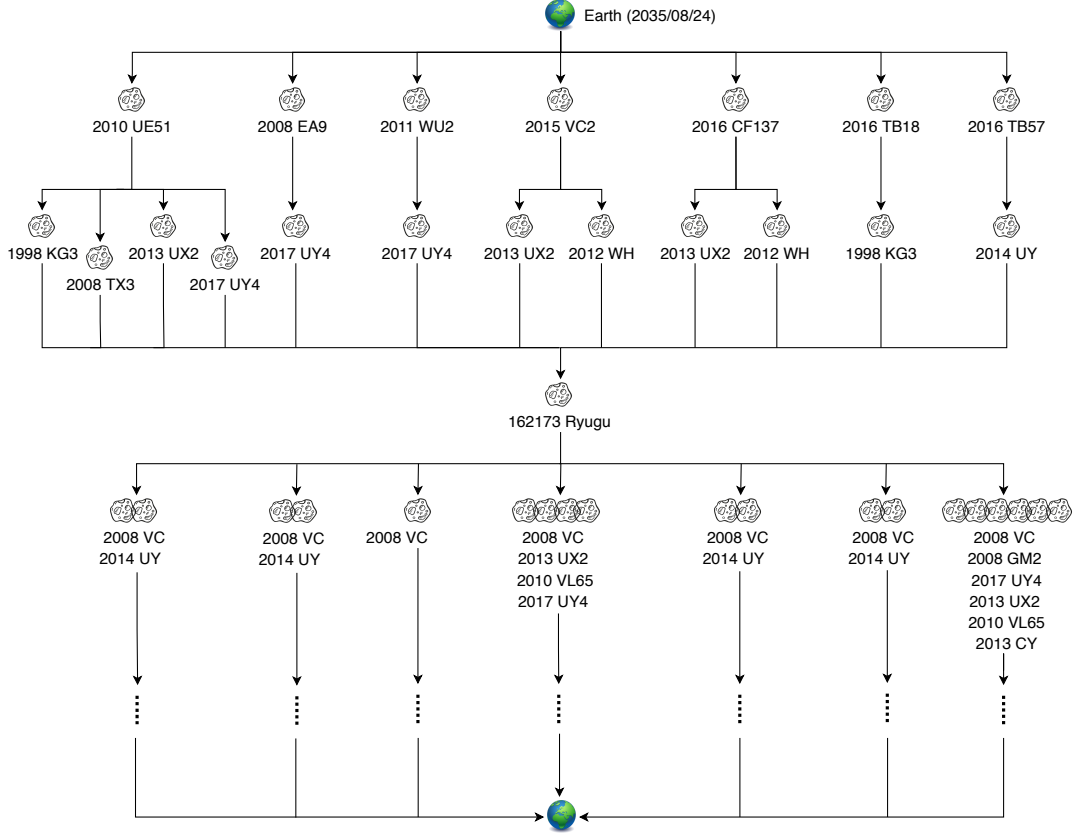 Earth (2035/08/24)
2010 UE51
2008 EA9
2011 WU2
2015 VC2
2016 CF137
2016 TB18
2016 TB57
1998 KG3
2008 TX3
2013 UX2
2017 UY4
2017 UY4
2017 UY4
2013 UX2
2012 WH
2013 UX2
2012 WH
1998 KG3
2014 UY
162173 Ryugu
2008 VC
2014 UY
2008 VC
2014 UY
2008 VC
2008 VC
2013 UX2
2010 VL65
2017 UY4
2008 VC
2014 UY
2008 VC
2014 UY
2008 VC
2008 GM2
2017 UY4
2013 UX2
2010 VL65
2013 CY